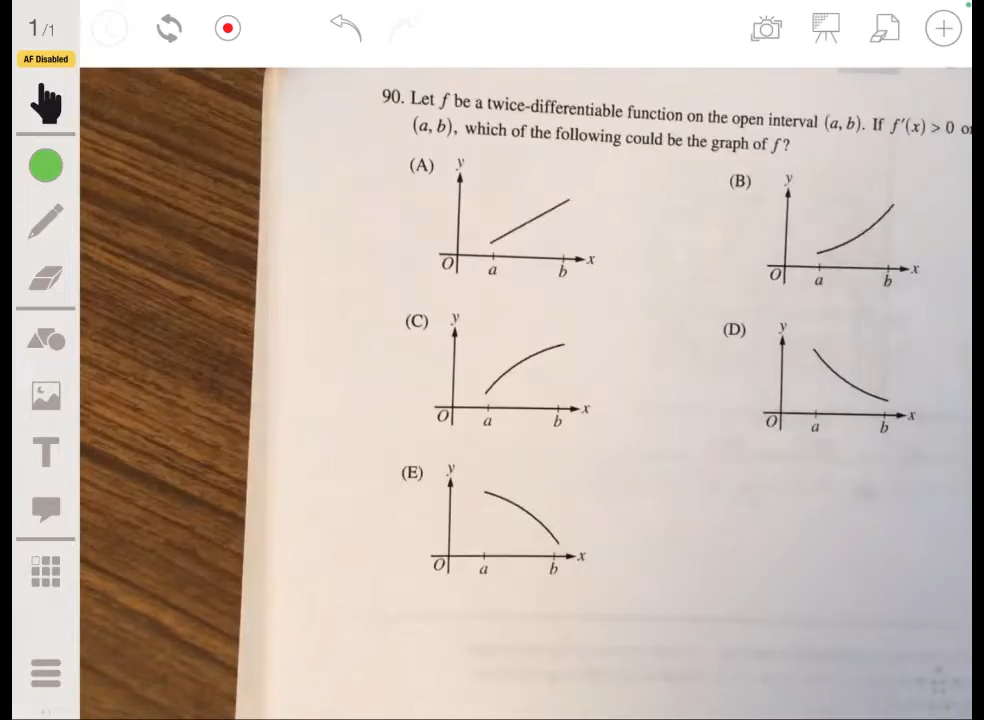 1/1
AF Disabled
90. Let f be a twice-differentiable function on the open interval (a, b). If f′(x) > 0
(a, b), which of the following could be the graph of f?
(A) y
O a b x
(B) y
O a b x
(C) y
O a b x
(D) y
O a b x
(E) y
O a b x
T